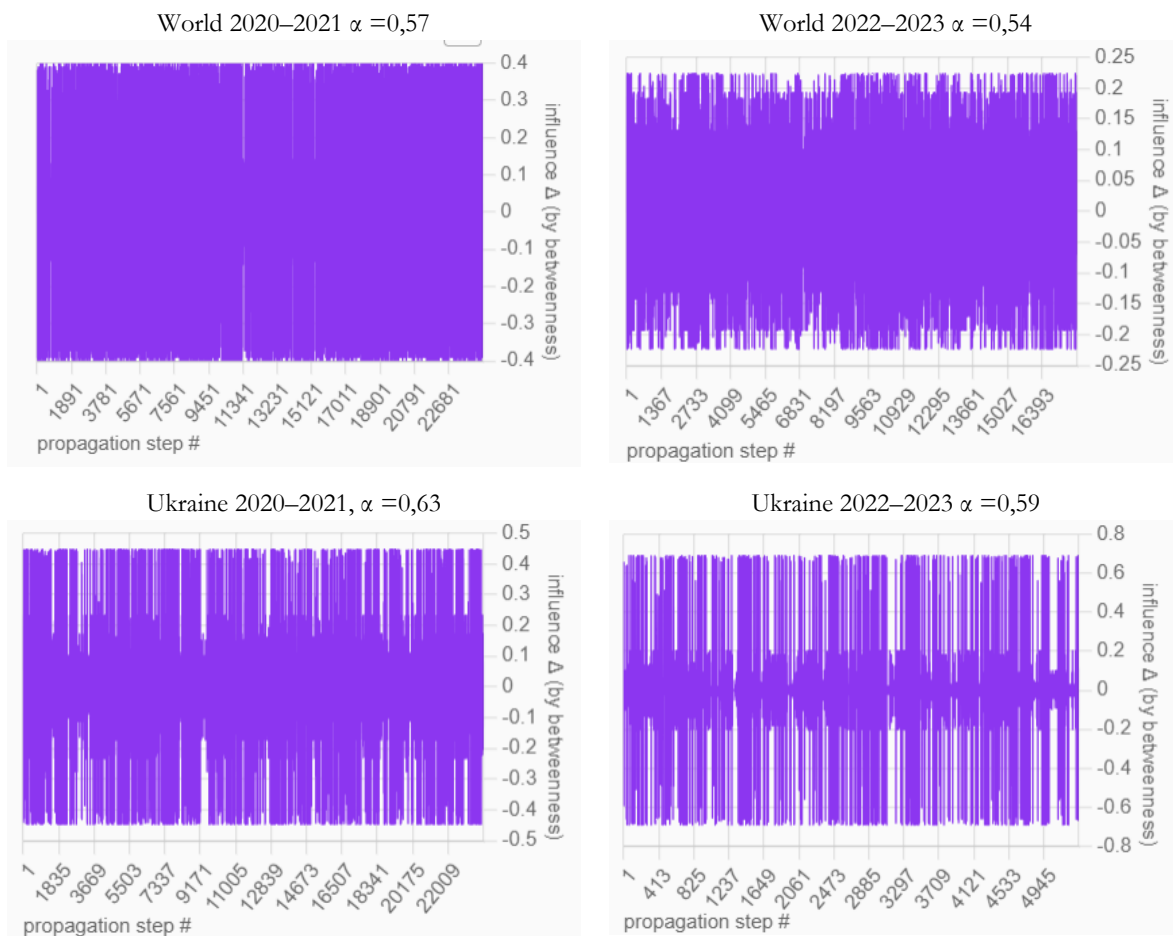 World 2020–2021 α =0,57
0.4
0.3
0.2
0.1
0
-0.1
-0.2
-0.3
-0.4
influence Δ (by betweenness)
1 1891 3781 5671 7561 9451 11341 13231 15121 17011 18901 20791 22681
propagation step #
World 2022–2023 α =0,54
0.25
0.2
0.15
0.1
0.05
0
-0.05
-0.1
-0.15
-0.2
-0.25
influence Δ (by betweenness)
1 1367 2733 4099 5465 6831 8197 9563 10929 12295 13661 15027 16393
propagation step #
Ukraine 2020–2021, α =0,63
0.5
0.4
0.3
0.2
0.1
0
-0.1
-0.2
-0.3
-0.4
-0.5
influence Δ (by betweenness)
1 1835 3669 5503 7337 9171 11005 12839 14673 16507 18341 20175 22009
propagation step #
Ukraine 2022–2023 α =0,59
0.8
0.6
0.4
0.2
0
-0.2
-0.4
-0.6
-0.8
influence Δ (by betweenness)
1 413 825 1237 1649 2061 2473 2885 3297 3709 4121 4533 4945
propagation step #